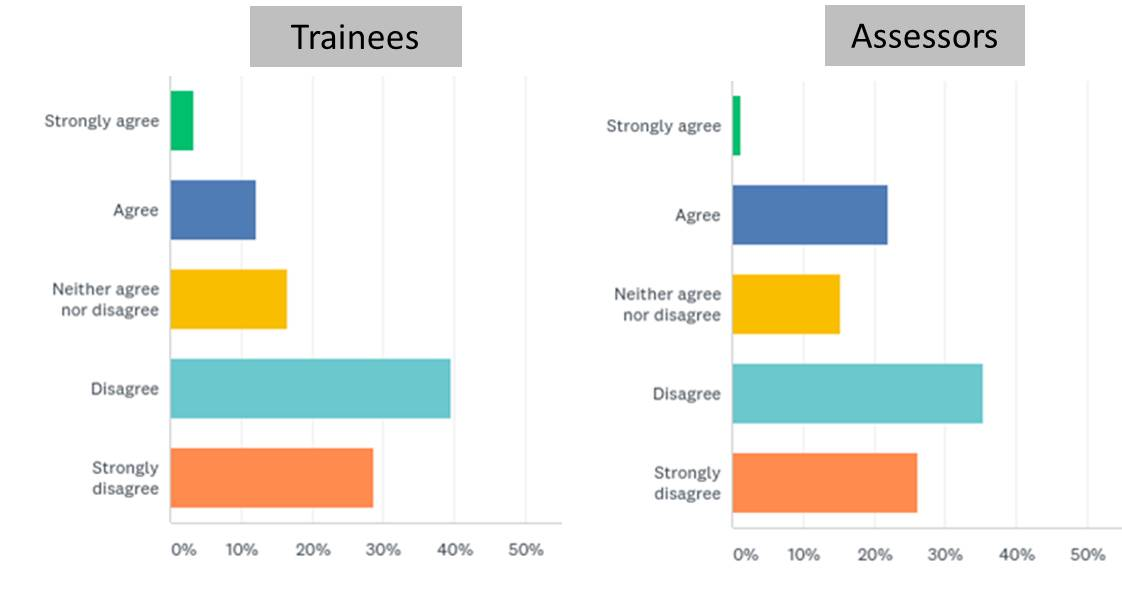 Trainees
Strongly agree
Agree
Neither agree
nor disagree
Disagree
Strongly
disagree
0% 10% 20% 30% 40% 50%
Assessors
Strongly agree
Agree
Neither agree
nor disagree
Disagree
Strongly
disagree
0% 10% 20% 30% 40% 50%